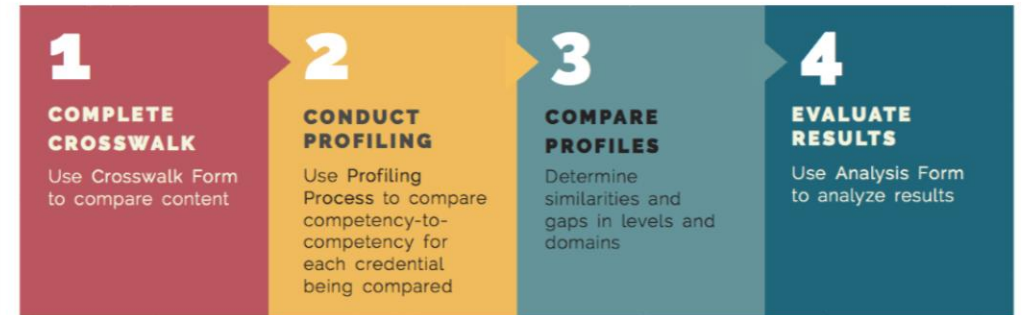 1
COMPLETE
CROSSWALK
Use Crosswalk Form
to compare content
2
CONDUCT
PROFILING
Use Profiling
Process to compare
competency-to-
competency for
each credential
being compared
3
COMPARE
PROFILES
Determine
similarities and
gaps in levels and
domains
4
EVALUATE
RESULTS
Use Analysis Form
to analyze results